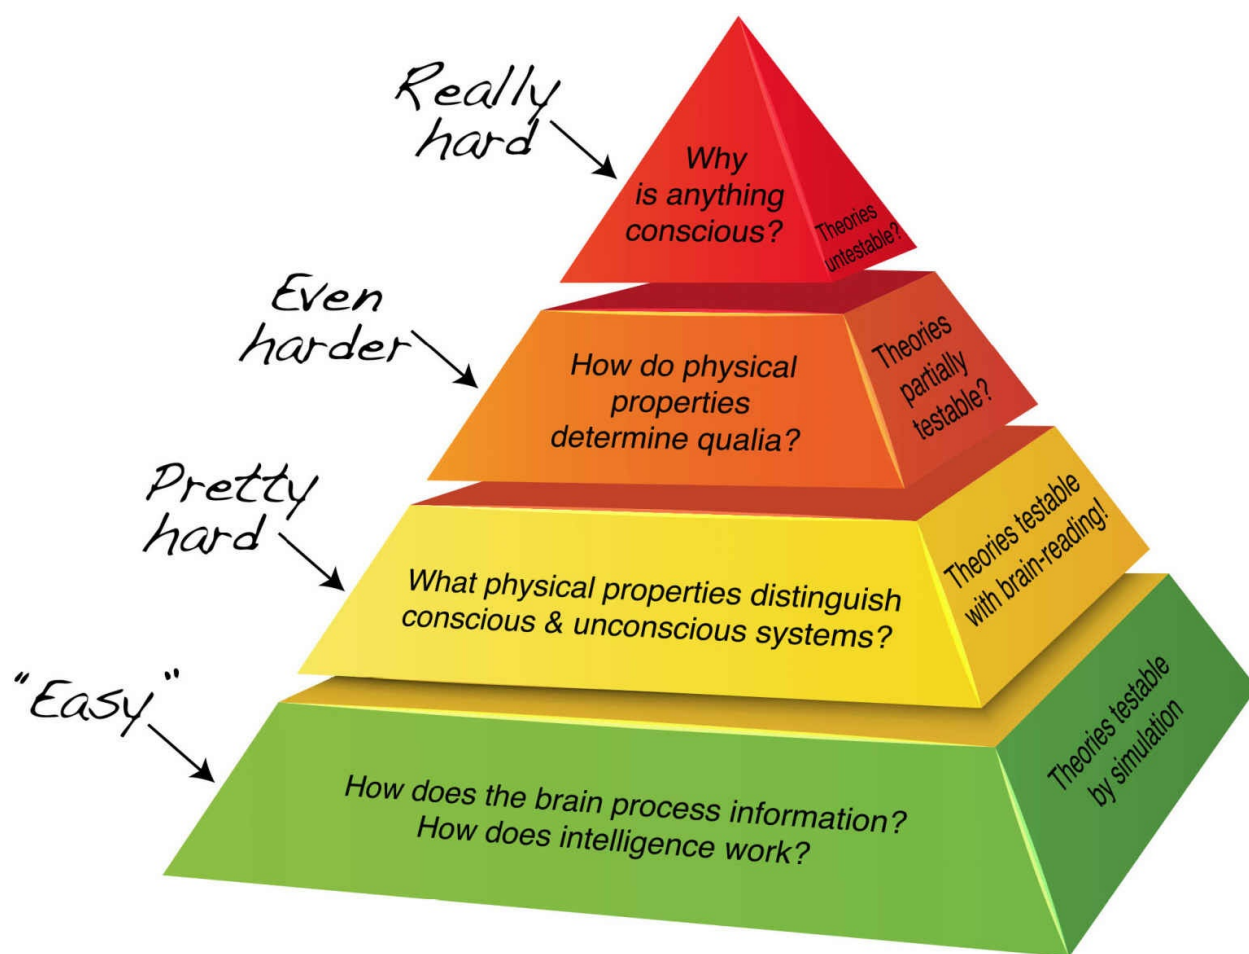 Really
hard
Why
is anything
conscious?
Theories
untestable?
Even
harder
How do physical
properties
determine qualia?
Theories
partially
testable?
Pretty
hard
What physical properties distinguish
conscious & unconscious systems?
Theories testable
with brain-reading!
"Easy"
How does the brain process information?
How does intelligence work?
Theories testable
by simulation